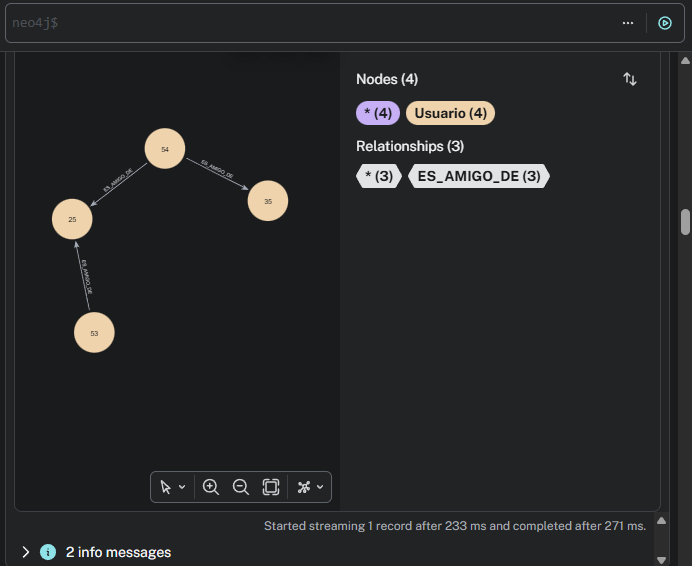 neo4j$
Nodes (4)
* (4) Usuario (4)
Relationships (3)
* (3) ES_AMIGO_DE (3)
54
ES_AMIGO_DE
ES_AMIGO_DE
35
25
ES_AMIGO_DE
53
Started streaming 1 record after 233 ms and completed after 271 ms.
2 info messages